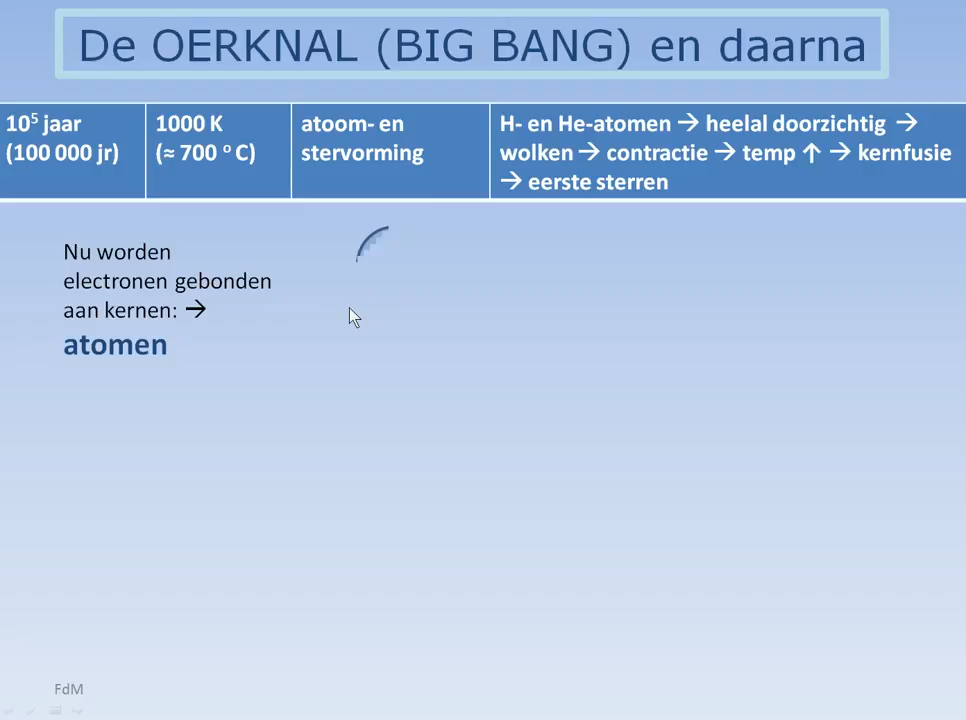 De OERKNAL (BIG BANG) en daarna
10⁵ jaar
(100 000 jr)
1000 K
(≈ 700 ᵒ C)
atoom- en
stervorming
H- en He-atomen → heelal doorzichtig →
wolken → contractie → temp ↑ → kernfusie
→ eerste sterren
Nu worden
electronen gebonden
aan kernen: →
atomen
FdM